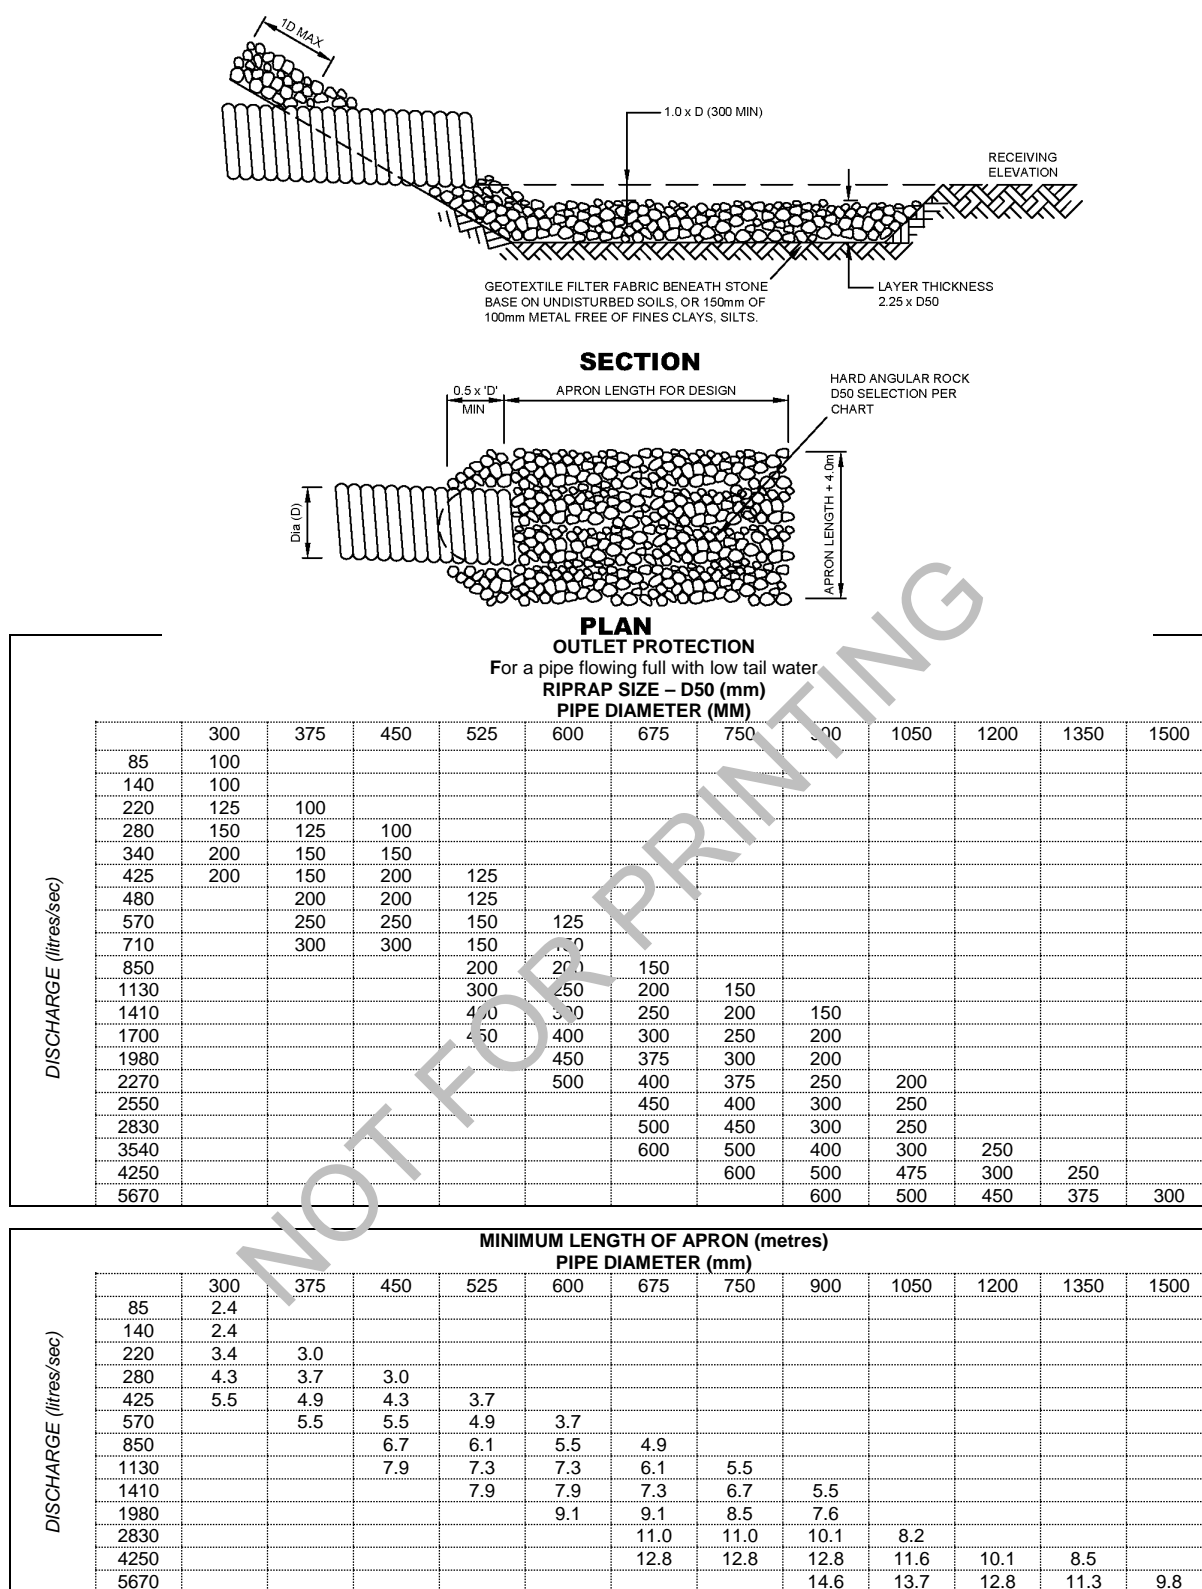 1D MAX.
1.0 x D (300 MIN)
RECEIVING
ELEVATION
GEOTEXTILE FILTER FABRIC BENEATH STONE
BASE ON UNDISTURBED SOILS, OR 150mm OF
100mm METAL FREE OF FINES CLAYS, SILTS.
LAYER THICKNESS
2.25 x D50
SECTION
0.5 x 'D'
MIN
APRON LENGTH FOR DESIGN
HARD ANGULAR ROCK
D50 SELECTION PER
CHART
Dia (D)
APRON LENGTH + 4.0m
PLAN
OUTLET PROTECTION
For a pipe flowing full with low tail water
RIPRAP SIZE – D50 (mm)
PIPE DIAMETER (MM)
300 375 450 525 600 675 750 900 1050 1200 1350 1500
85 100
140 100
220 125 100
280 150 125 100
340 200 150 150
425 200 150 200 125
480 200 200 125
570 250 250 150 125
710 300 300 150 150
850 200 200 150
1130 300 250 200 150
1410 400 300 250 200 150
1700 450 400 300 250 200
1980 450 375 300 200
2270 500 400 375 250 200
2550 450 400 300 250
2830 500 450 300 250
3540 600 500 400 300 250
4250 600 500 475 300 250
5670 600 500 450 375 300
DISCHARGE (litres/sec)
NOT FOR PRINTING
MINIMUM LENGTH OF APRON (metres)
PIPE DIAMETER (mm)
300 375 450 525 600 675 750 900 1050 1200 1350 1500
85 2.4
140 2.4
220 3.4 3.0
280 4.3 3.7 3.0
425 5.5 4.9 4.3 3.7
570 5.5 5.5 4.9 3.7
850 6.7 6.1 5.5 4.9
1130 7.9 7.3 7.3 6.1 5.5
1410 7.9 7.9 7.3 6.7 5.5
1980 9.1 9.1 8.5 7.6
2830 11.0 11.0 10.1 8.2
4250 12.8 12.8 12.8 11.6 10.1 8.5
5670 14.6 13.7 12.8 11.3 9.8
DISCHARGE (litres/sec)